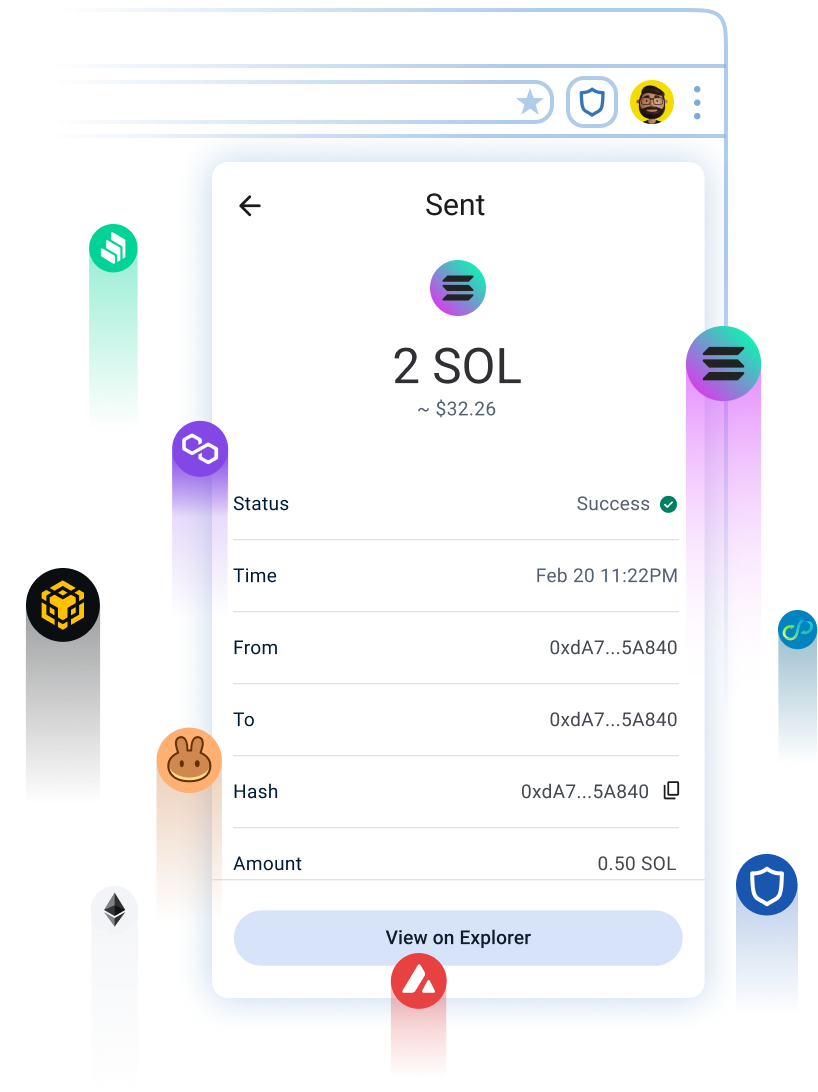 Sent
2 SOL
~ $32.26
Status Success
Time Feb 20 11:22PM
From 0xdA7...5A840
To 0xdA7...5A840
Hash 0xdA7...5A840
Amount 0.50 SOL
View on Explorer